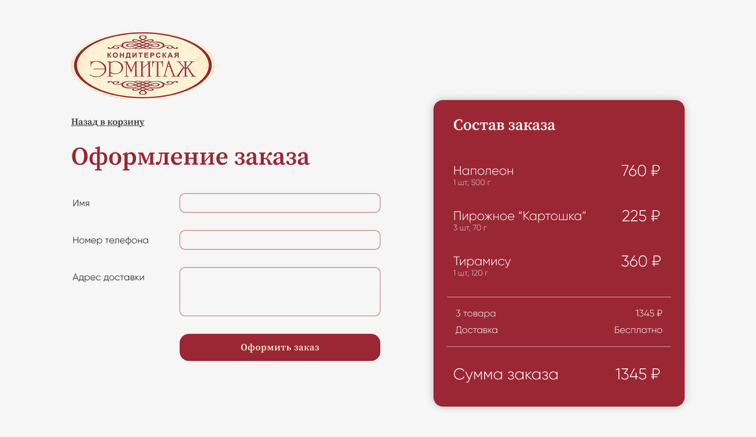 КОНДИТЕРСКАЯ
ЭРМИТАЖ
Назад в корзину
Оформление заказа
Имя
Номер телефона
Адрес доставки
Оформить заказ
Состав заказа
Наполеон 760 ₽
1 шт, 500 г
Пирожное “Картошка” 225 ₽
3 шт, 70 г
Тирамису 360 ₽
1 шт, 120 г
3 товара 1345 ₽
Доставка Бесплатно
Сумма заказа 1345 ₽